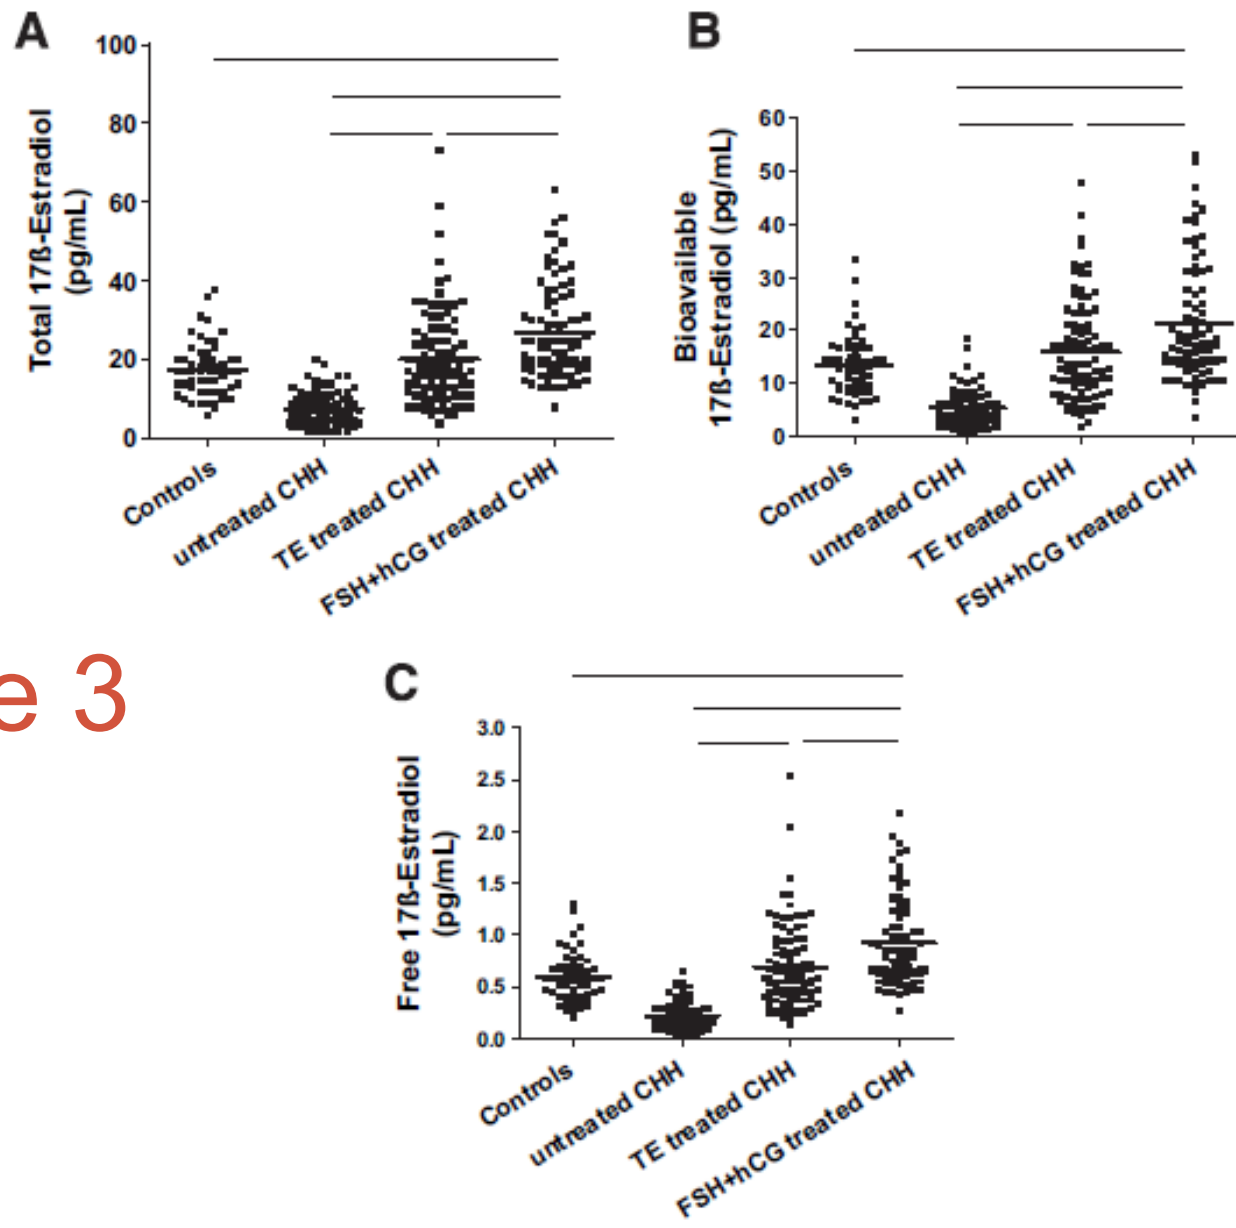 A
Total 17ß-Estradiol
(pg/mL)
100
80
60
40
20
0
Controls
untreated CHH
TE treated CHH
FSH+hCG treated CHH
B
Bioavailable
17ß-Estradiol (pg/mL)
60
50
40
30
20
10
0
Controls
untreated CHH
TE treated CHH
FSH+hCG treated CHH
e 3
C
Free 17ß-Estradiol
(pg/mL)
3.0
2.5
2.0
1.5
1.0
0.5
0.0
Controls
untreated CHH
TE treated CHH
FSH+hCG treated CHH